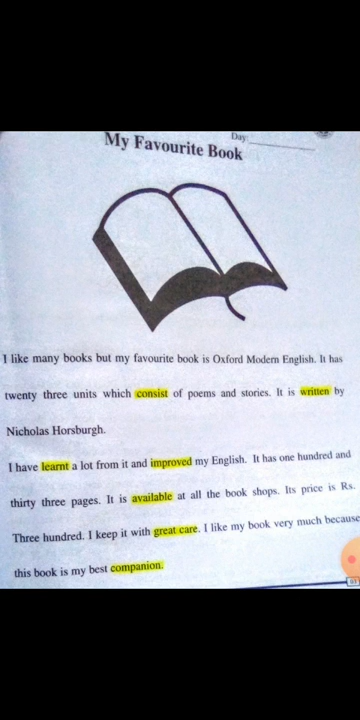 Day
My Favourite Book
I like many books but my favourite book is Oxford Modern English. It has
twenty three units which consist of poems and stories. It is written by
Nicholas Horsburgh.
I have learnt a lot from it and improved my English. It has one hundred and
thirty three pages. It is available at all the book shops. Its price is Rs.
Three hundred. I keep it with great care. I like my book very much because
this book is my best companion.